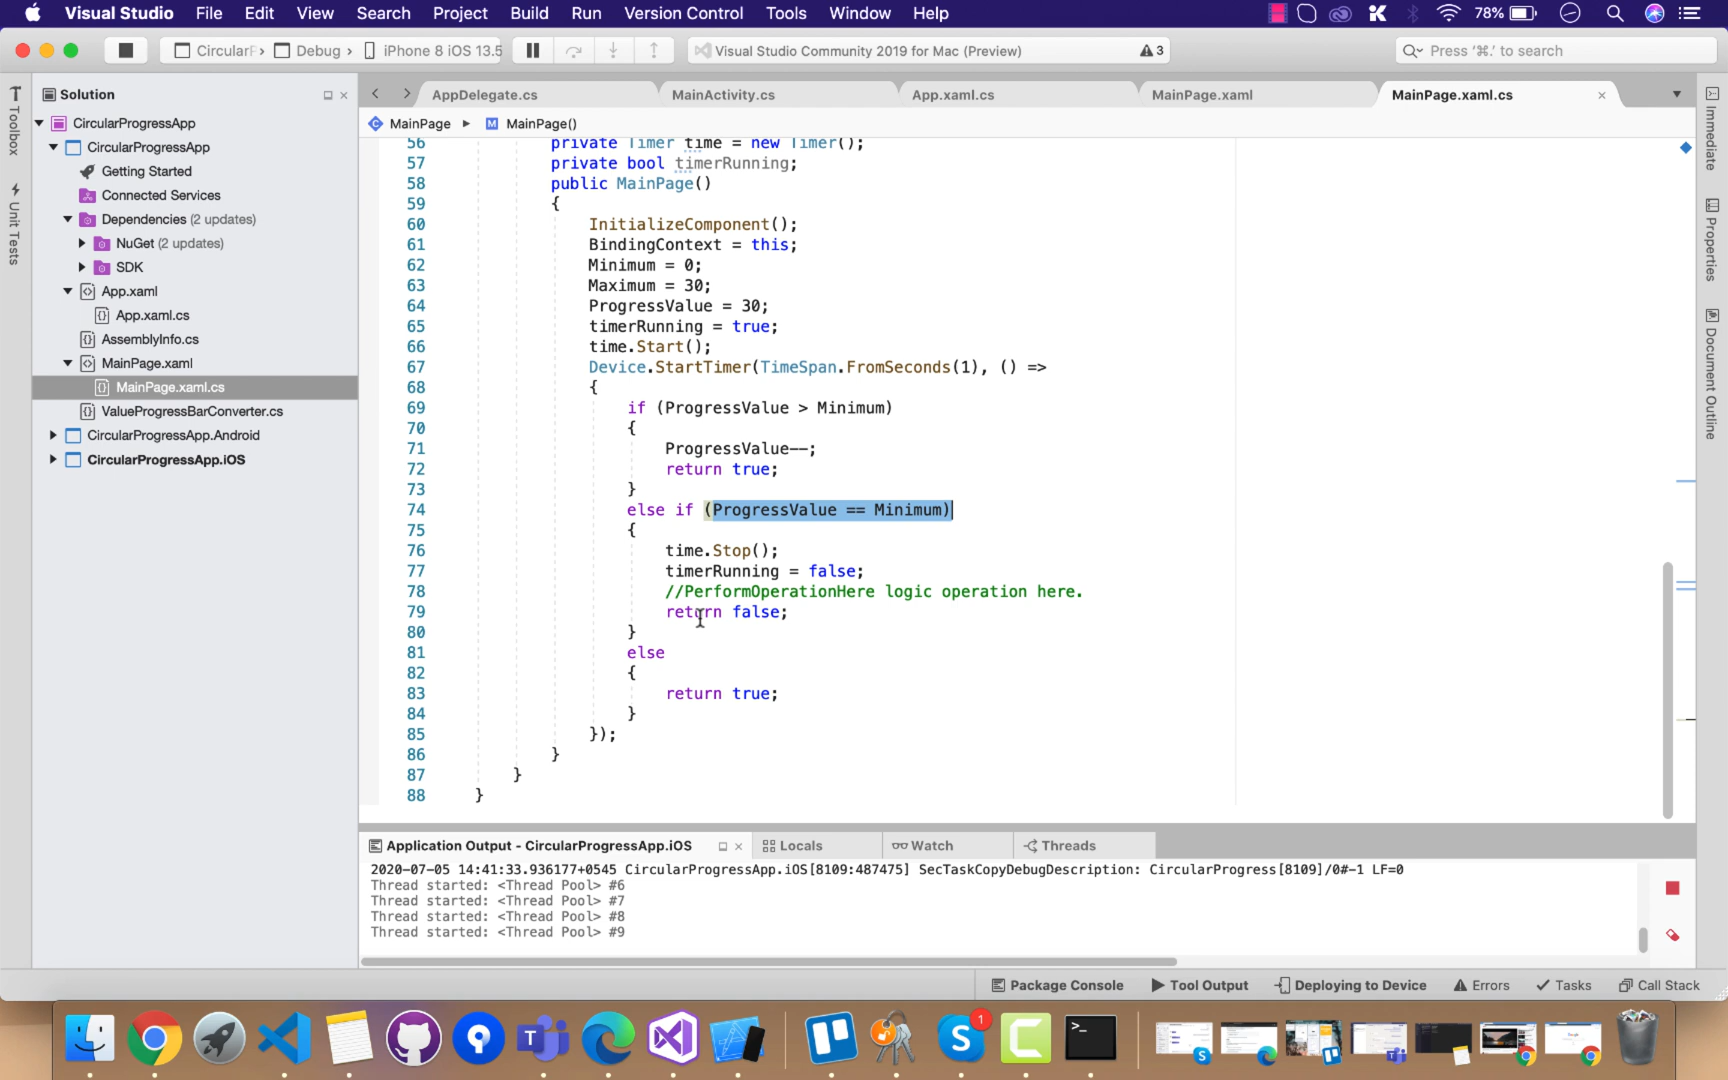 Visual Studio File Edit View Search Project Build Run Version Control Tools Window Help 78%
CircularF Debug iPhone 8 iOS 13.5 Visual Studio Community 2019 for Mac (Preview) 3 Press '⌘.' to search
Toolbox
Unit Tests
Solution
CircularProgressApp
CircularProgressApp
Getting Started
Connected Services
Dependencies (2 updates)
NuGet (2 updates)
SDK
App.xaml
App.xaml.cs
AssemblyInfo.cs
MainPage.xaml
MainPage.xaml.cs
ValueProgressBarConverter.cs
CircularProgressApp.Android
CircularProgressApp.iOS
AppDelegate.cs MainActivity.cs App.xaml.cs MainPage.xaml MainPage.xaml.cs
MainPage M MainPage()
56 private Timer time = new Timer();
57 private bool timerRunning;
58 public MainPage()
59 {
60 InitializeComponent();
61 BindingContext = this;
62 Minimum = 0;
63 Maximum = 30;
64 ProgressValue = 30;
65 timerRunning = true;
66 time.Start();
67 Device.StartTimer(TimeSpan.FromSeconds(1), () =>
68 {
69 if (ProgressValue > Minimum)
70 {
71 ProgressValue--;
72 return true;
73 }
74 else if (ProgressValue == Minimum)
75 {
76 time.Stop();
77 timerRunning = false;
78 //PerformOperationHere logic operation here.
79 return false;
80 }
81 else
82 {
83 return true;
84 }
85 });
86 }
87 }
88 }
Immediate
Properties
Document Outline
Application Output - CircularProgressApp.iOS Locals Watch Threads
2020-07-05 14:41:33.936177+0545 CircularProgressApp.iOS[8109:487475] SecTaskCopyDebugDescription: CircularProgress[8109]/0#-1 LF=0
Thread started: <Thread Pool> #6
Thread started: <Thread Pool> #7
Thread started: <Thread Pool> #8
Thread started: <Thread Pool> #9
Package Console Tool Output Deploying to Device Errors Tasks Call Stack
1